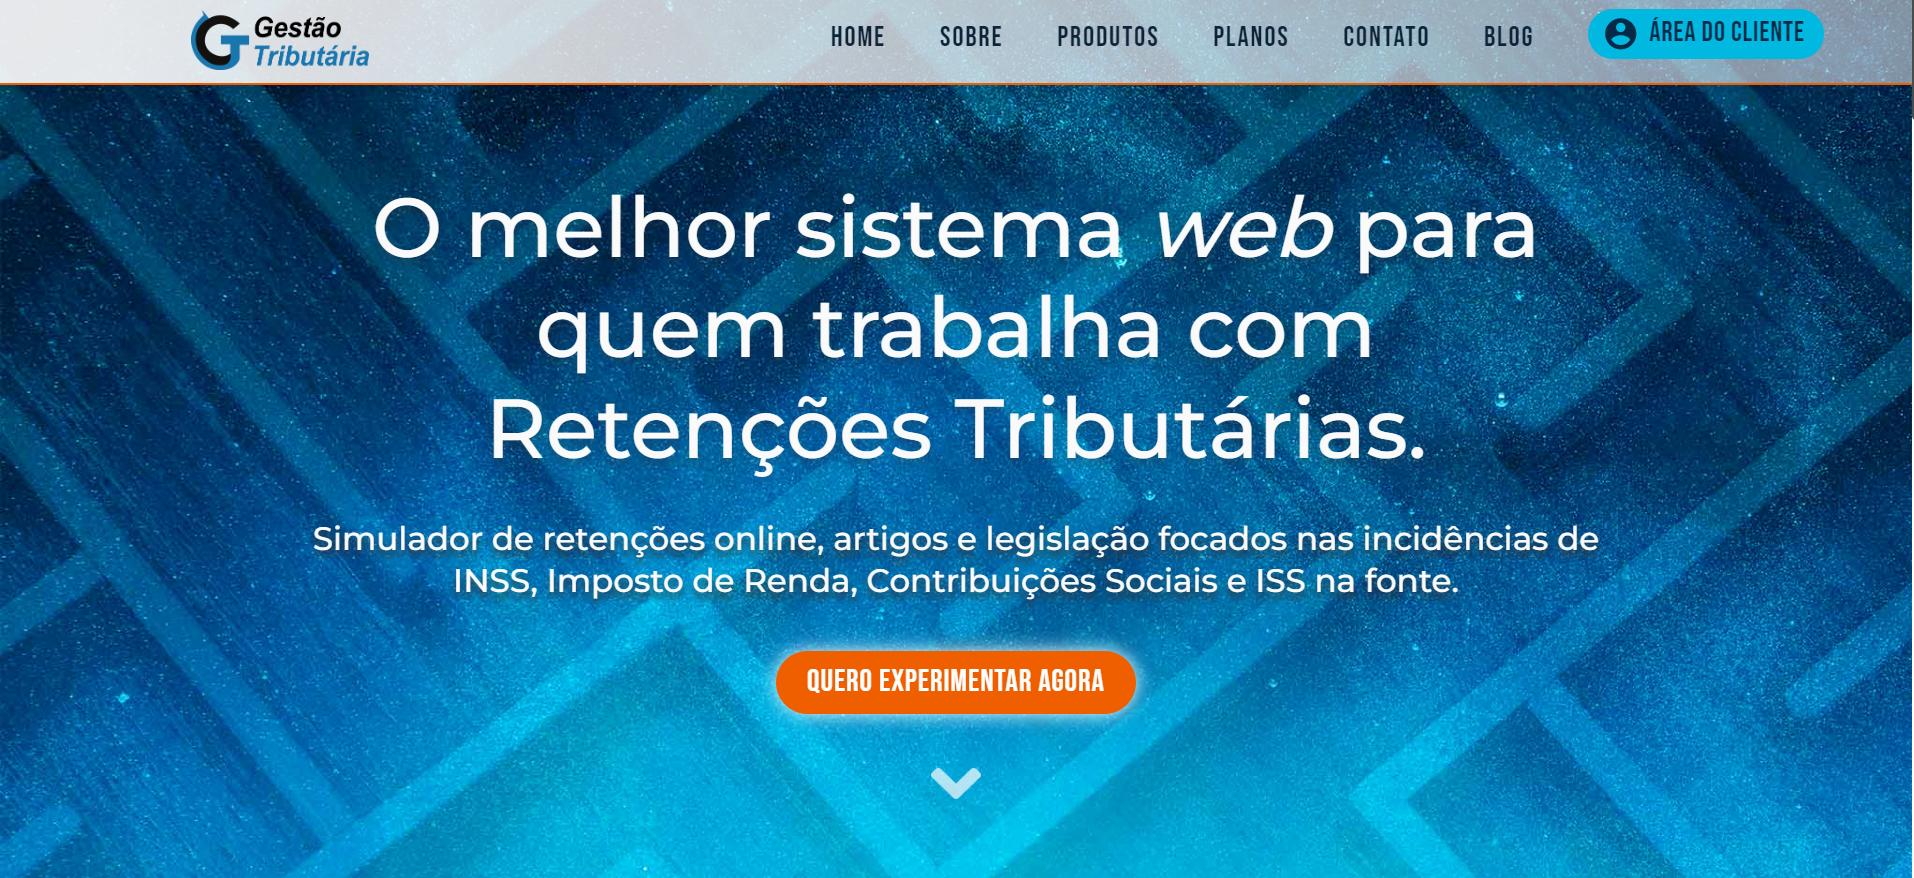 Gestão
Tributária
HOME SOBRE PRODUTOS PLANOS CONTATO BLOG ÁREA DO CLIENTE
O melhor sistema web para
quem trabalha com
Retenções Tributárias.
Simulador de retenções online, artigos e legislação focados nas incidências de
INSS, Imposto de Renda, Contribuições Sociais e ISS na fonte.
QUERO EXPERIMENTAR AGORA